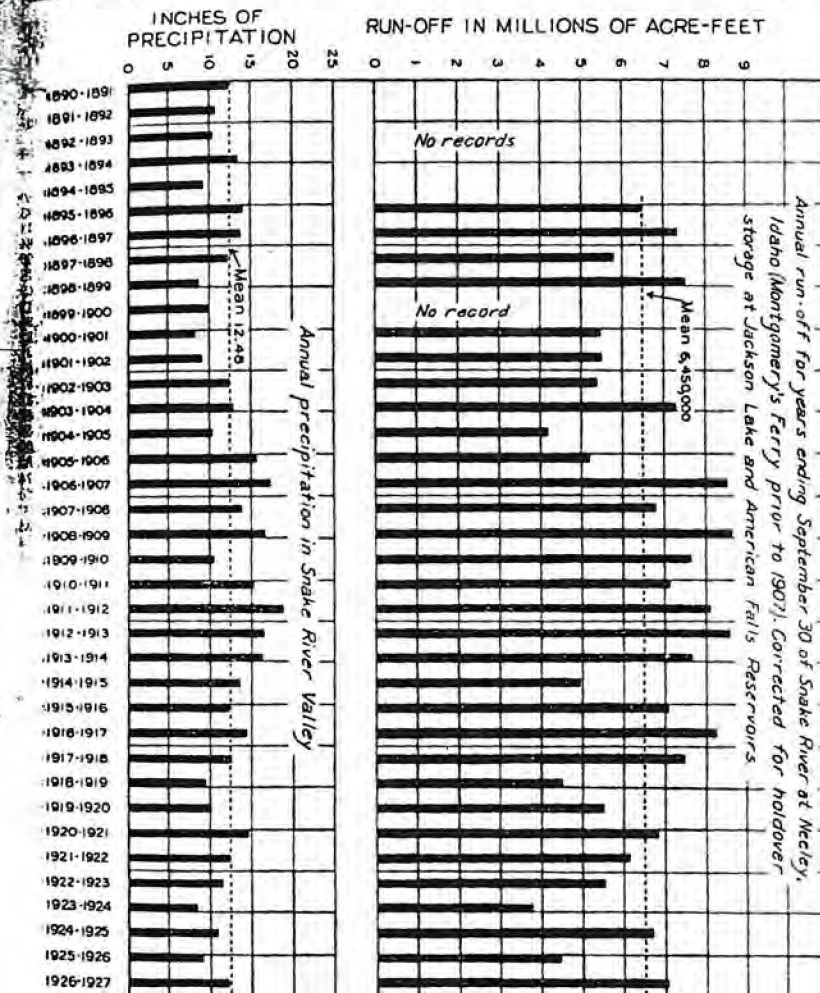 INCHES OF
PRECIPITATION
RUN-OFF IN MILLIONS OF ACRE-FEET
0 5 10 15 20 25
0 1 2 3 4 5 6 7 8 9
1890-1891
1891-1892
1892-1893
1893-1894
1894-1895
1895-1896
1896-1897
1897-1898
1898-1899
1899-1900
1900-1901
1901-1902
1902-1903
1903-1904
1904-1905
1905-1906
1906-1907
1907-1908
1908-1909
1909-1910
1910-1911
1911-1912
1912-1913
1913-1914
1914-1915
1915-1916
1916-1917
1917-1918
1918-1919
1919-1920
1920-1921
1921-1922
1922-1923
1923-1924
1924-1925
1925-1926
1926-1927
Mean 12.48
Annual precipitation in Snake River Valley
No records
No record
Mean 6,450,000
Annual run-off for years ending September 30 of Snake River at Neeley,
Idaho (Montgomery's Ferry prior to 1907). Corrected for holdover
storage at Jackson Lake and American Falls Reservoirs.